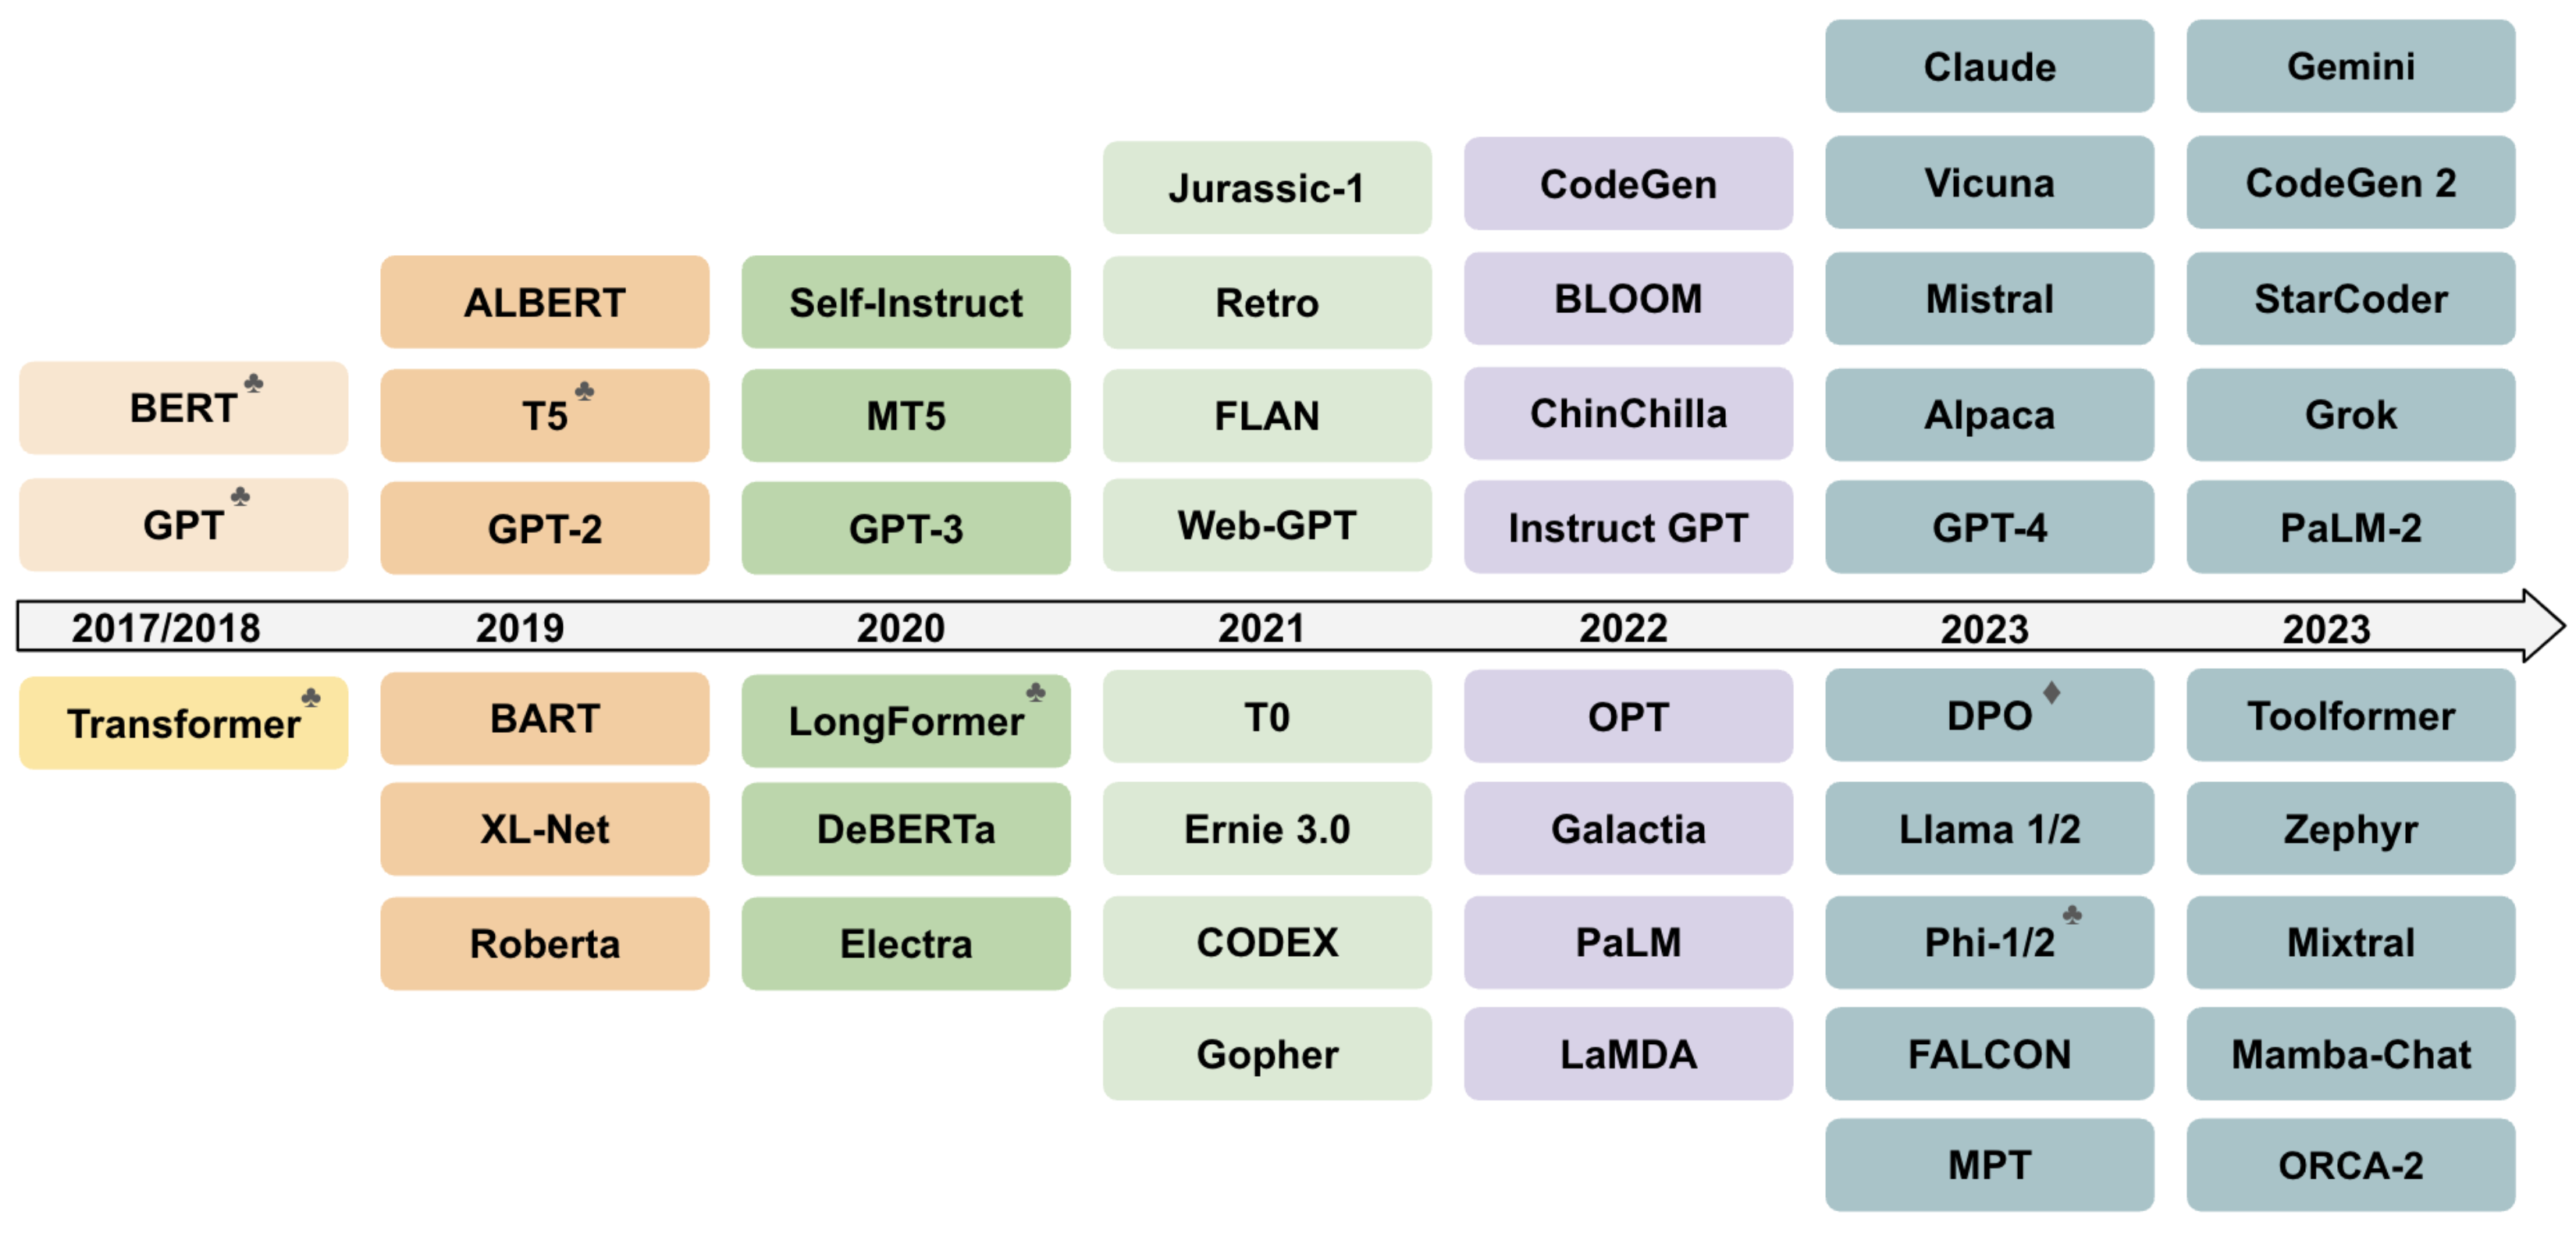 Claude
Gemini
Jurassic-1
CodeGen
Vicuna
CodeGen 2
ALBERT
Self-Instruct
Retro
BLOOM
Mistral
StarCoder
BERT♣
T5♣
MT5
FLAN
ChinChilla
Alpaca
Grok
GPT♣
GPT-2
GPT-3
Web-GPT
Instruct GPT
GPT-4
PaLM-2
2017/2018
2019
2020
2021
2022
2023
2023
Transformer♣
BART
LongFormer♣
T0
OPT
DPO♦
Toolformer
XL-Net
DeBERTa
Ernie 3.0
Galactia
Llama 1/2
Zephyr
Roberta
Electra
CODEX
PaLM
Phi-1/2♣
Mixtral
Gopher
LaMDA
FALCON
Mamba-Chat
MPT
ORCA-2